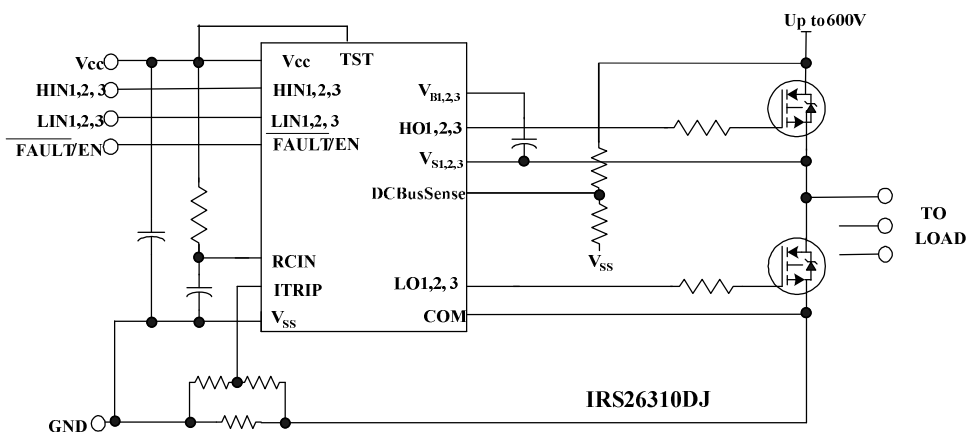 Up to600V
Vcc
Vcc
TST
HIN1,2, 3
HIN1,2,3
VB1,2,3
LIN1,2,3
LIN1,2, 3
HO1,2,3
FAULT/EN
FAULT/EN
VS1,2,3
DCBusSense
TO
LOAD
VSS
RCIN
ITRIP
LO1,2, 3
VSS
COM
IRS26310DJ
GND